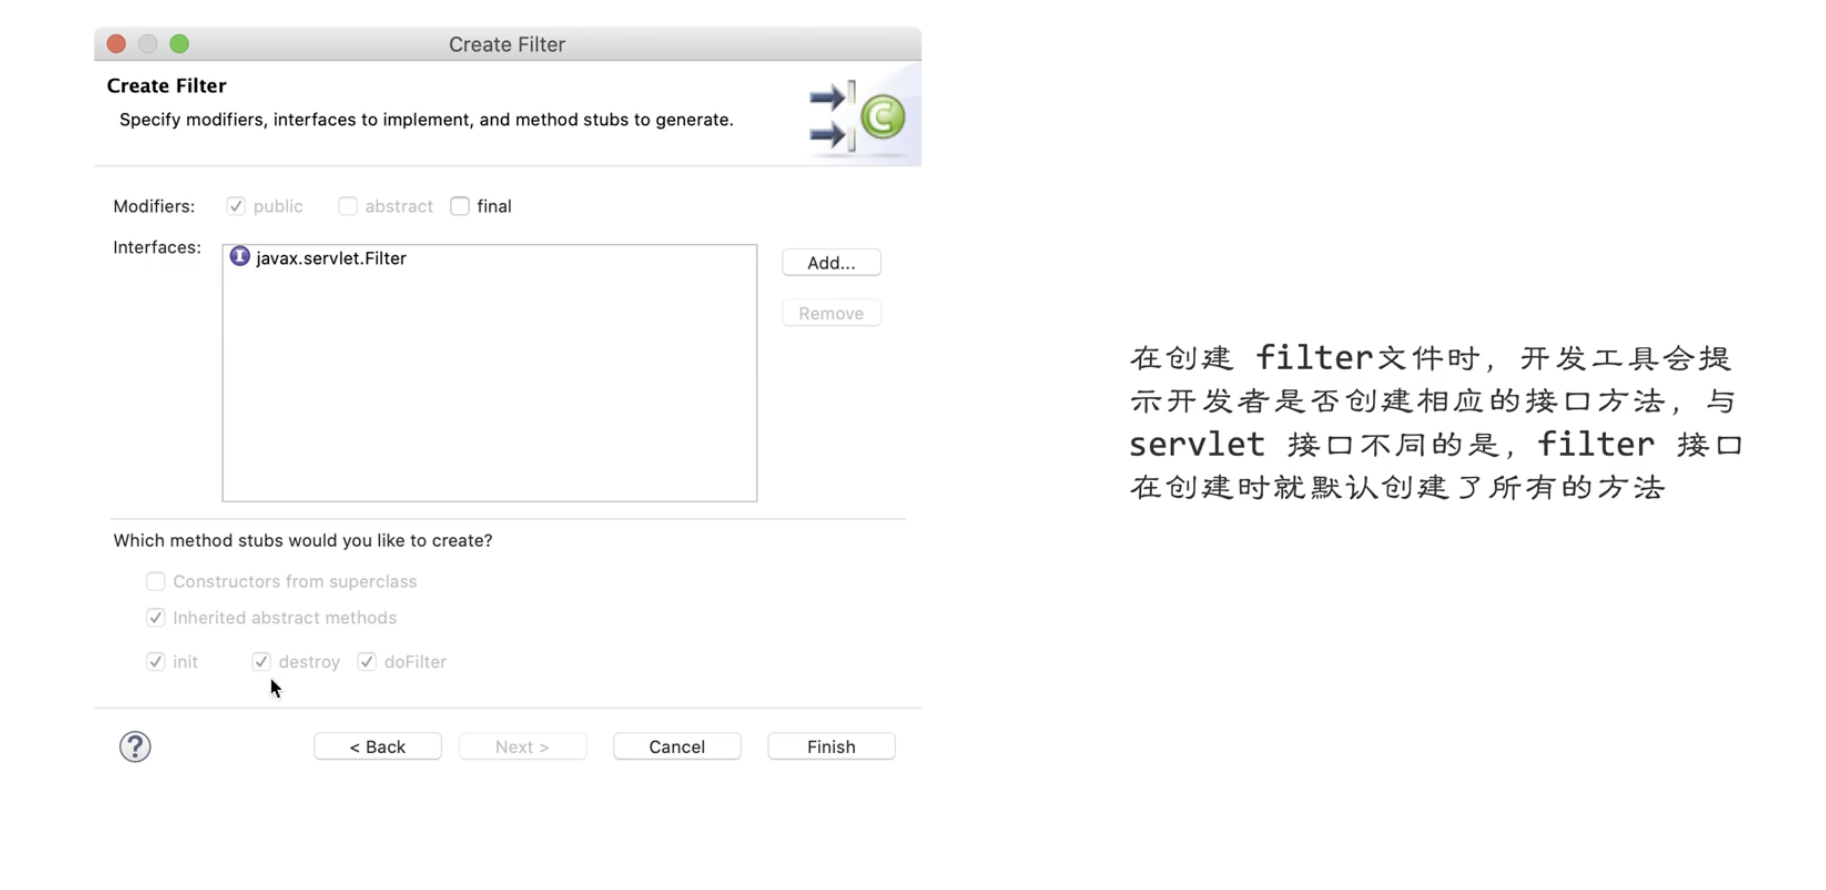 Create Filter
Create Filter
Specify modifiers, interfaces to implement, and method stubs to generate.
Modifiers: public abstract final
Interfaces:
javax.servlet.Filter
Add...
Remove
在创建 filter文件时，开发工具会提
示开发者是否创建相应的接口方法，与
servlet 接口不同的是，filter 接口
在创建时就默认创建了所有的方法
Which method stubs would you like to create?
Constructors from superclass
Inherited abstract methods
init destroy doFilter
? < Back Next > Cancel Finish